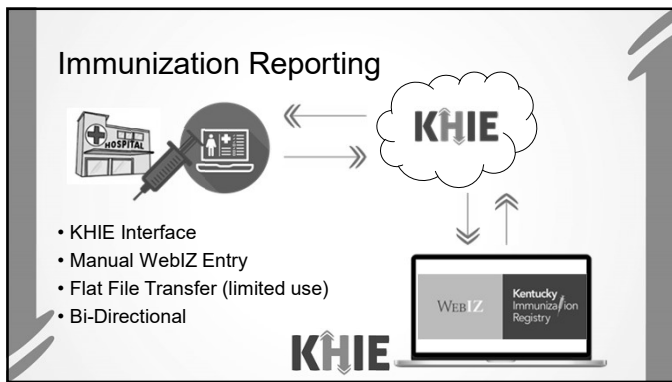 Immunization Reporting
HOSPITAL
KHIE
• KHIE Interface
• Manual WebIZ Entry
• Flat File Transfer (limited use)
• Bi-Directional
WEBIZ
Kentucky
Immunization
Registry
KHIE